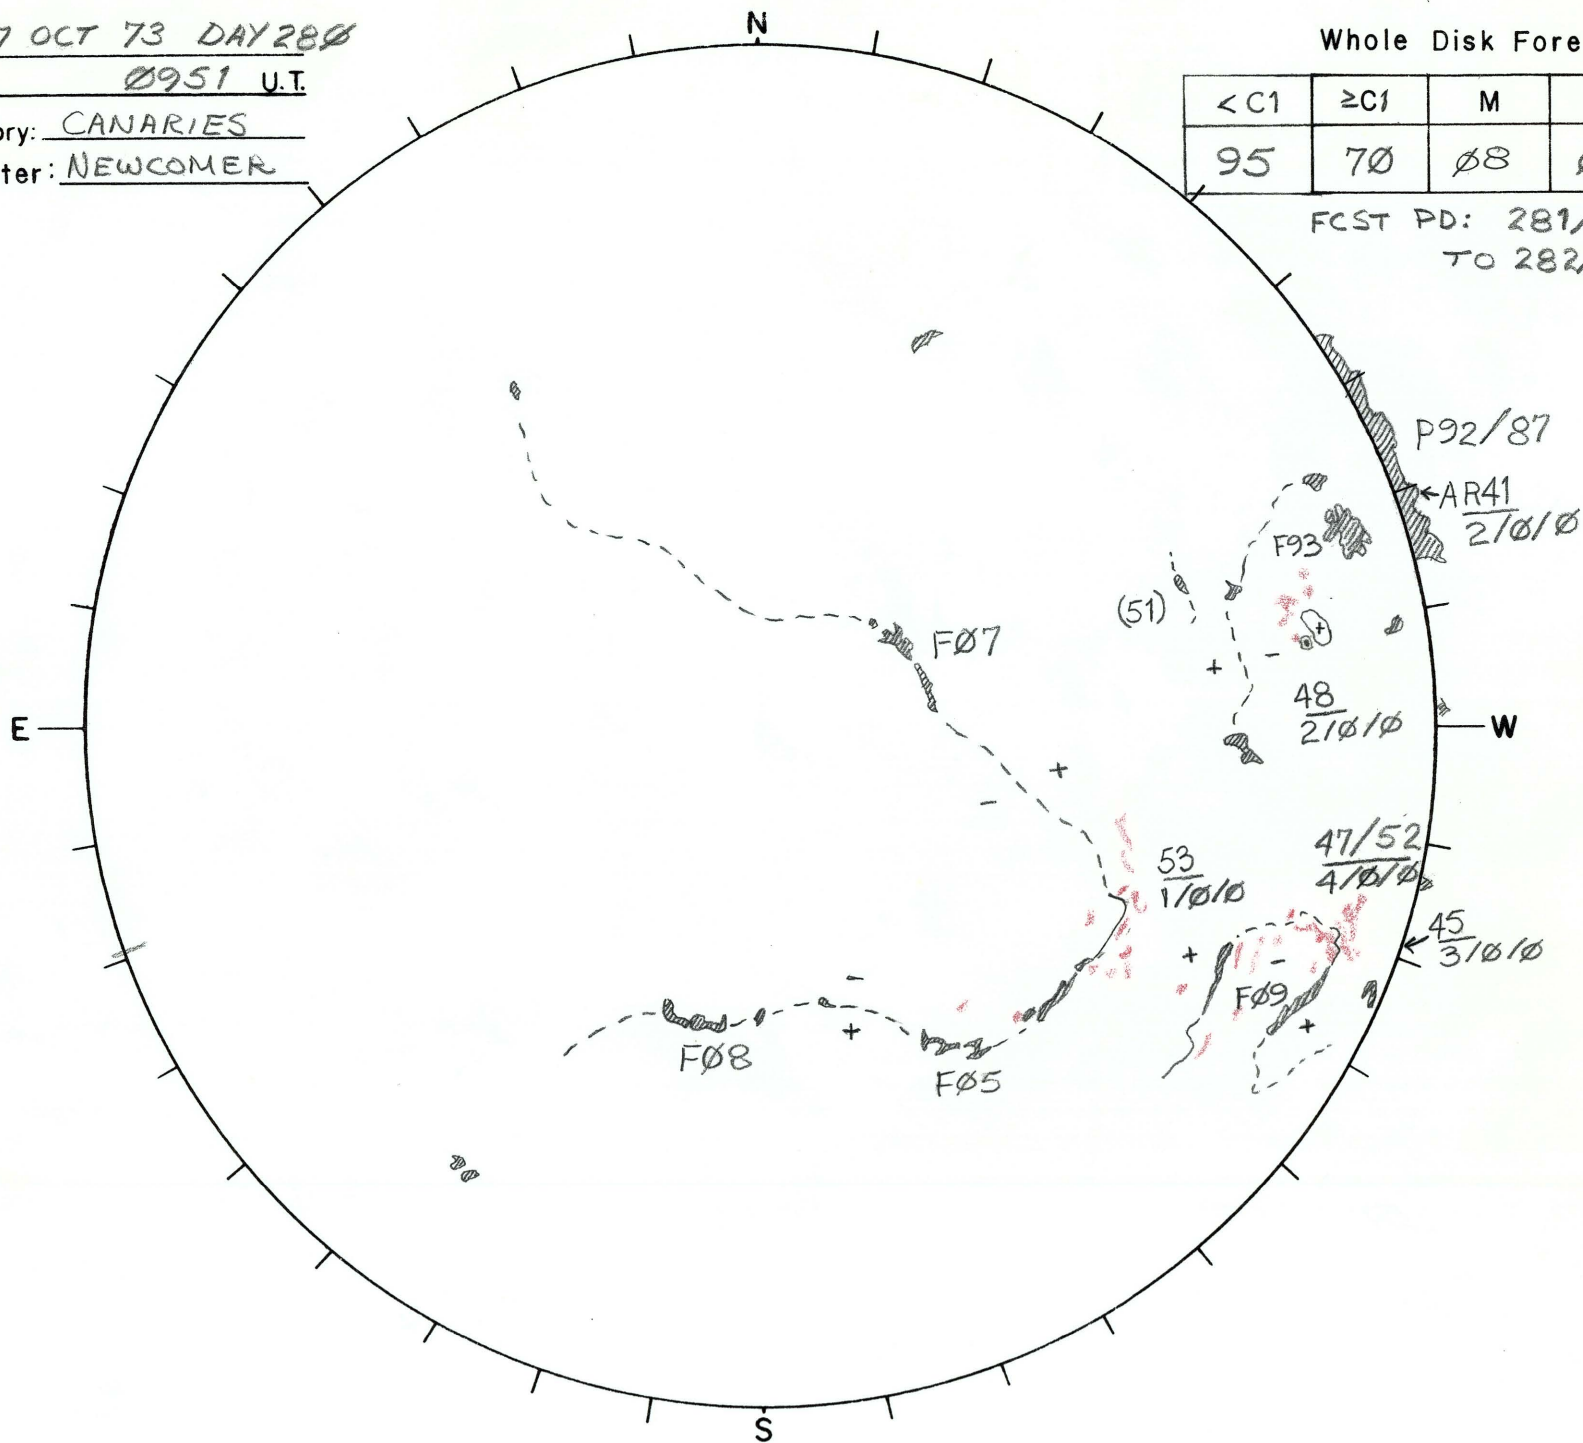 7 OCT 73 DAY 28Ø
Ø951 U.T.
ory: CANARIES
ter: NEWCOMER
N
Whole Disk Fore
< C1 ≥C1 M
95 7Ø Ø8 Ø
FCST PD: 281/
TO 282/
P92/87
AR41
2/Ø/Ø
F93
(51)
FØ7
+ -
48
2/Ø/Ø
E
W
+
-
53
1/Ø/Ø
47/52
4/Ø/Ø
45
3/Ø/Ø
+ -
FØ9
+
-
+
FØ8
FØ5
S